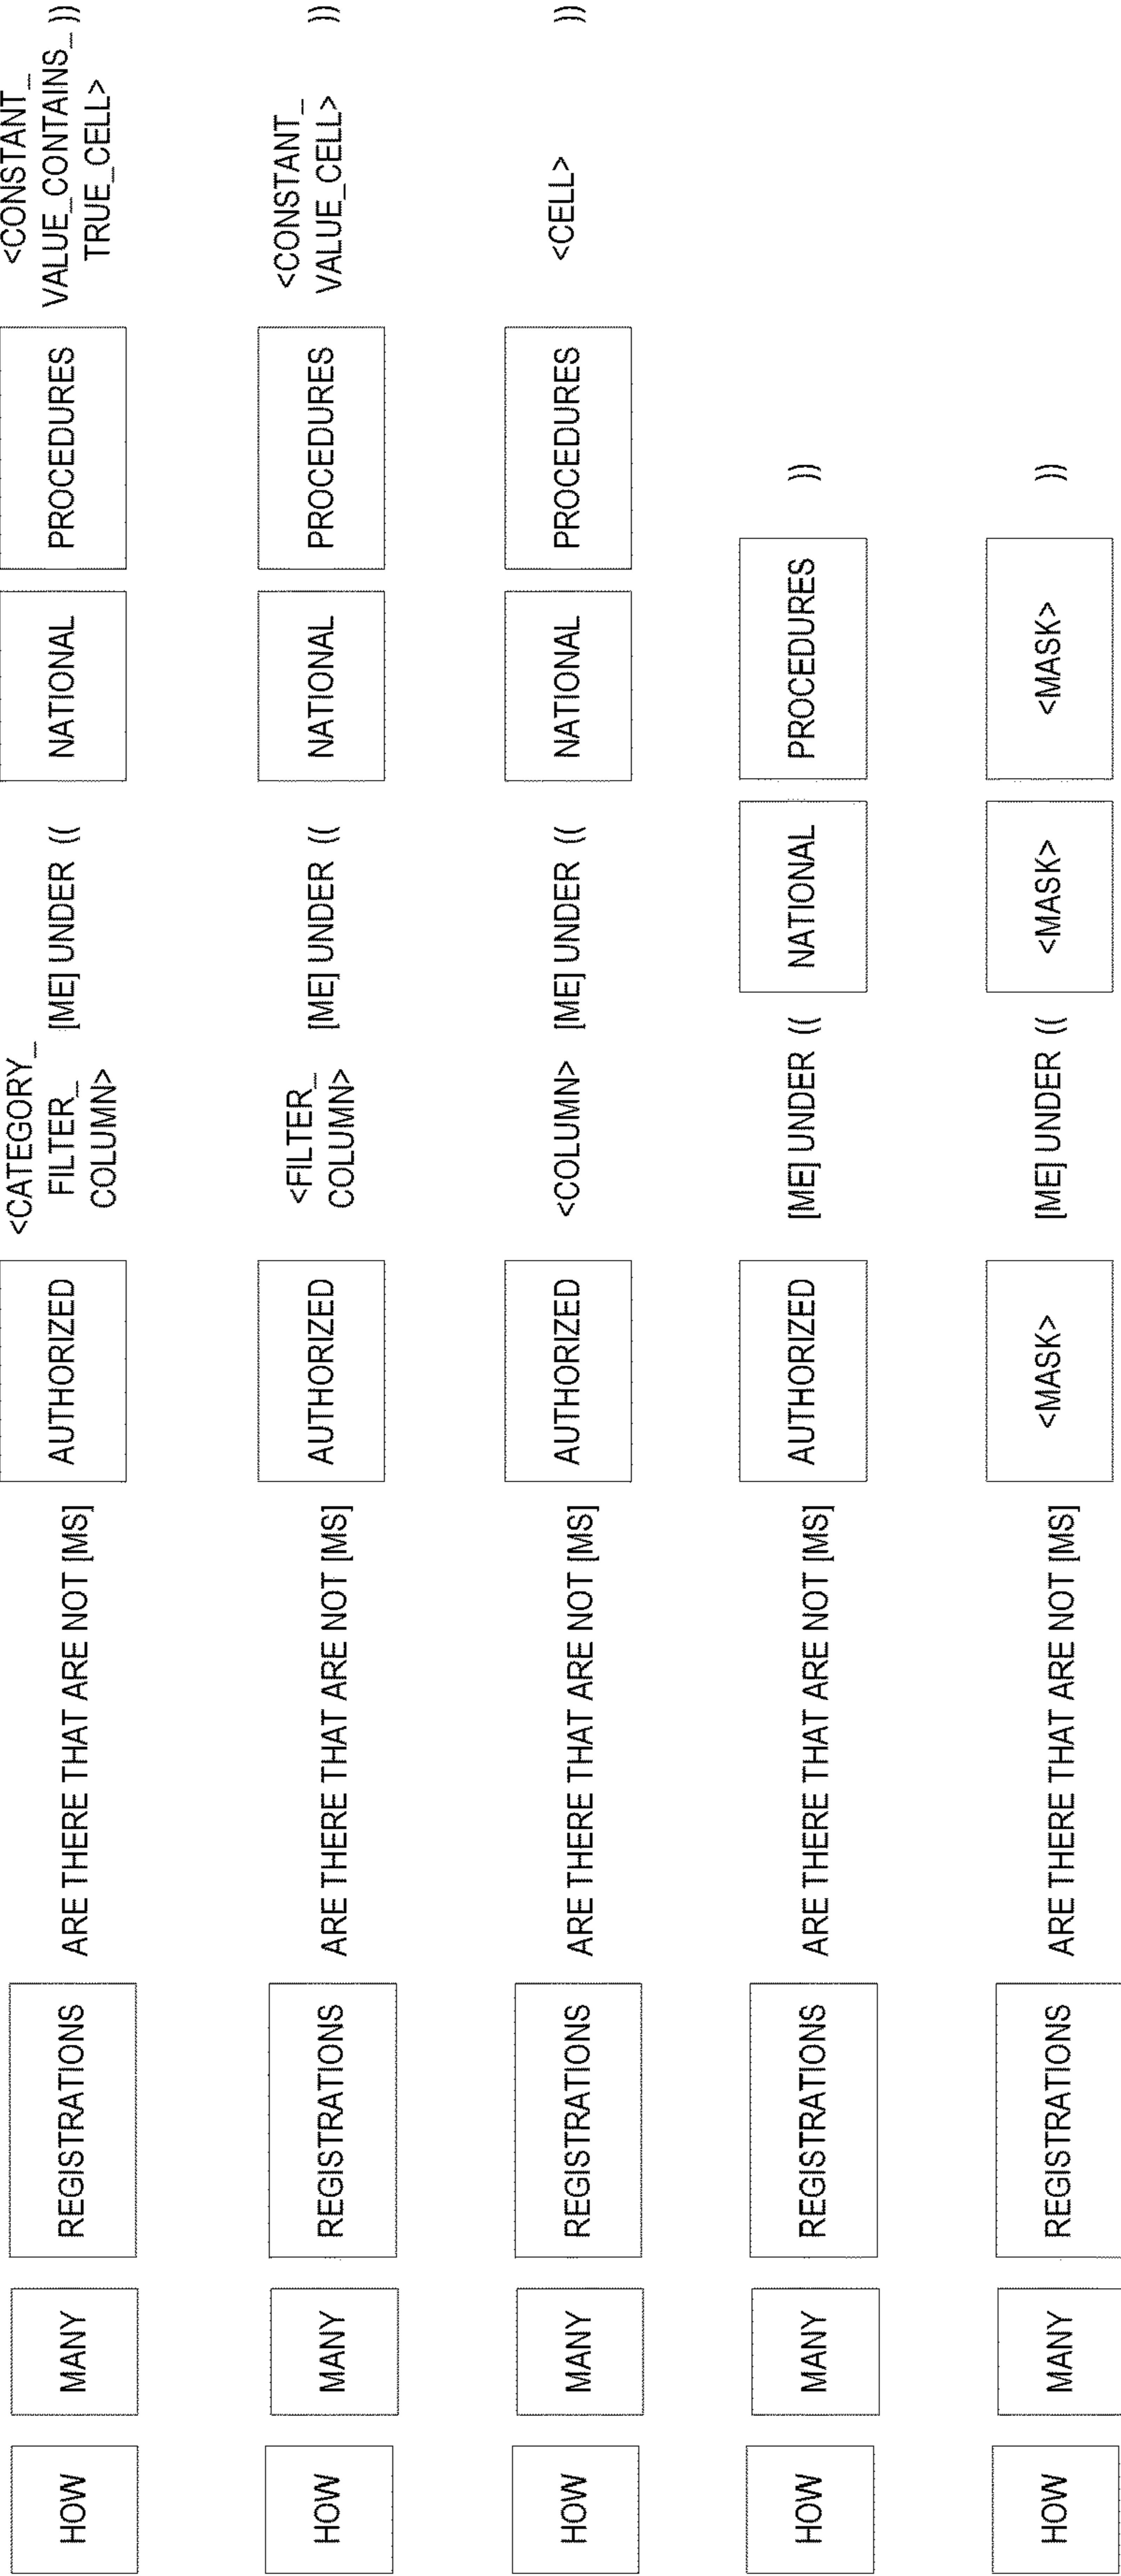 HOW MANY REGISTRATIONS ARE THERE THAT ARE NOT [MS] AUTHORIZED <CATEGORY_ FILTER_ COLUMN> [ME] UNDER (( NATIONAL PROCEDURES <CONSTANT_ VALUE_CONTAINS_ TRUE_CELL> ))
HOW MANY REGISTRATIONS ARE THERE THAT ARE NOT [MS] AUTHORIZED <FILTER_ COLUMN> [ME] UNDER (( NATIONAL PROCEDURES <CONSTANT_ VALUE_CELL> ))
HOW MANY REGISTRATIONS ARE THERE THAT ARE NOT [MS] AUTHORIZED <COLUMN> [ME] UNDER (( NATIONAL PROCEDURES <CELL> ))
HOW MANY REGISTRATIONS ARE THERE THAT ARE NOT [MS] AUTHORIZED [ME] UNDER (( NATIONAL PROCEDURES ))
HOW MANY REGISTRATIONS ARE THERE THAT ARE NOT [MS] <MASK> [ME] UNDER (( <MASK> <MASK> ))